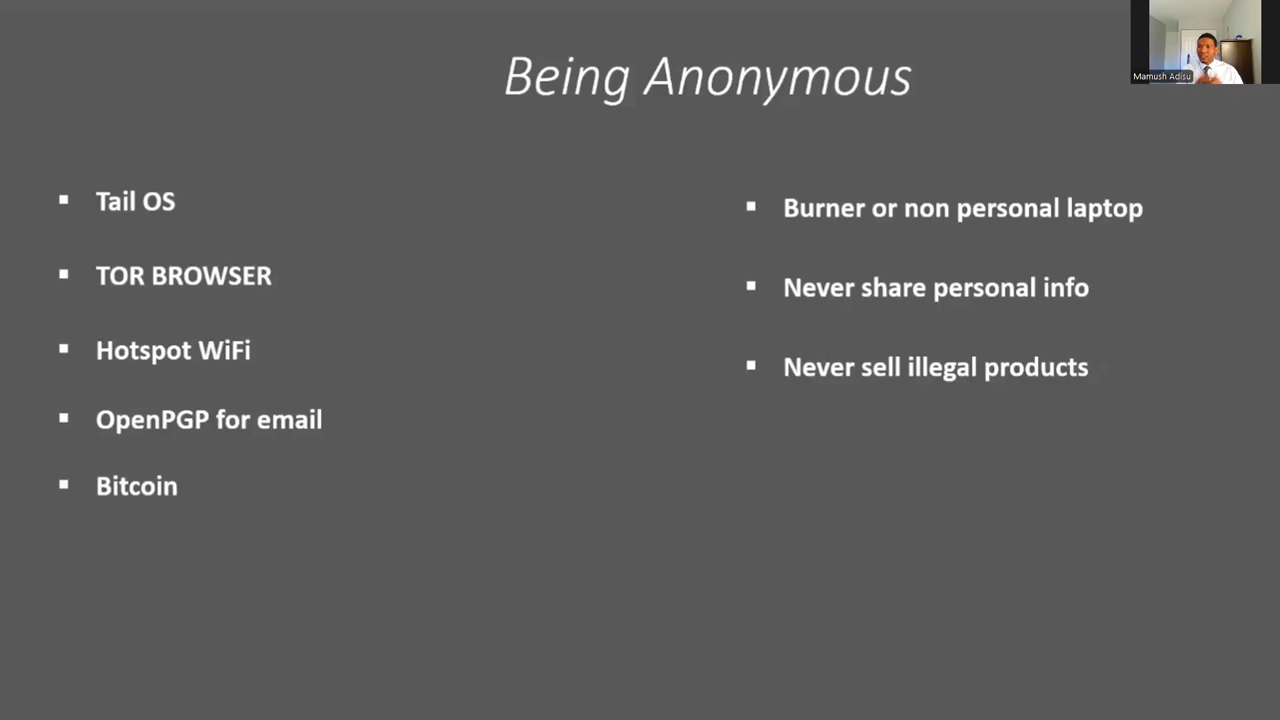 Being Anonymous
Mamush Adisu
Tail OS
TOR BROWSER
Hotspot WiFi
OpenPGP for email
Bitcoin
Burner or non personal laptop
Never share personal info
Never sell illegal products